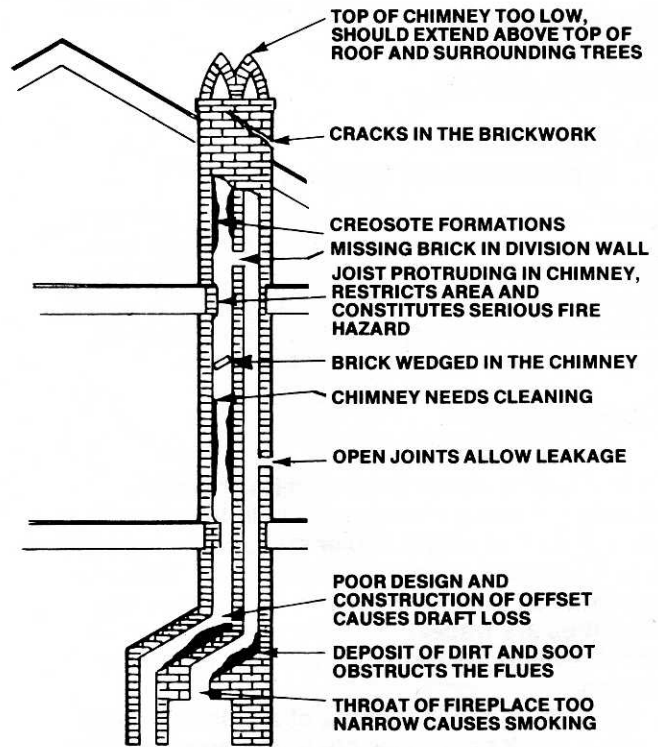 TOP OF CHIMNEY TOO LOW,
SHOULD EXTEND ABOVE TOP OF
ROOF AND SURROUNDING TREES
CRACKS IN THE BRICKWORK
CREOSOTE FORMATIONS
MISSING BRICK IN DIVISION WALL
JOIST PROTRUDING IN CHIMNEY,
RESTRICTS AREA AND
CONSTITUTES SERIOUS FIRE
HAZARD
BRICK WEDGED IN THE CHIMNEY
CHIMNEY NEEDS CLEANING
OPEN JOINTS ALLOW LEAKAGE
POOR DESIGN AND
CONSTRUCTION OF OFFSET
CAUSES DRAFT LOSS
DEPOSIT OF DIRT AND SOOT
OBSTRUCTS THE FLUES
THROAT OF FIREPLACE TOO
NARROW CAUSES SMOKING